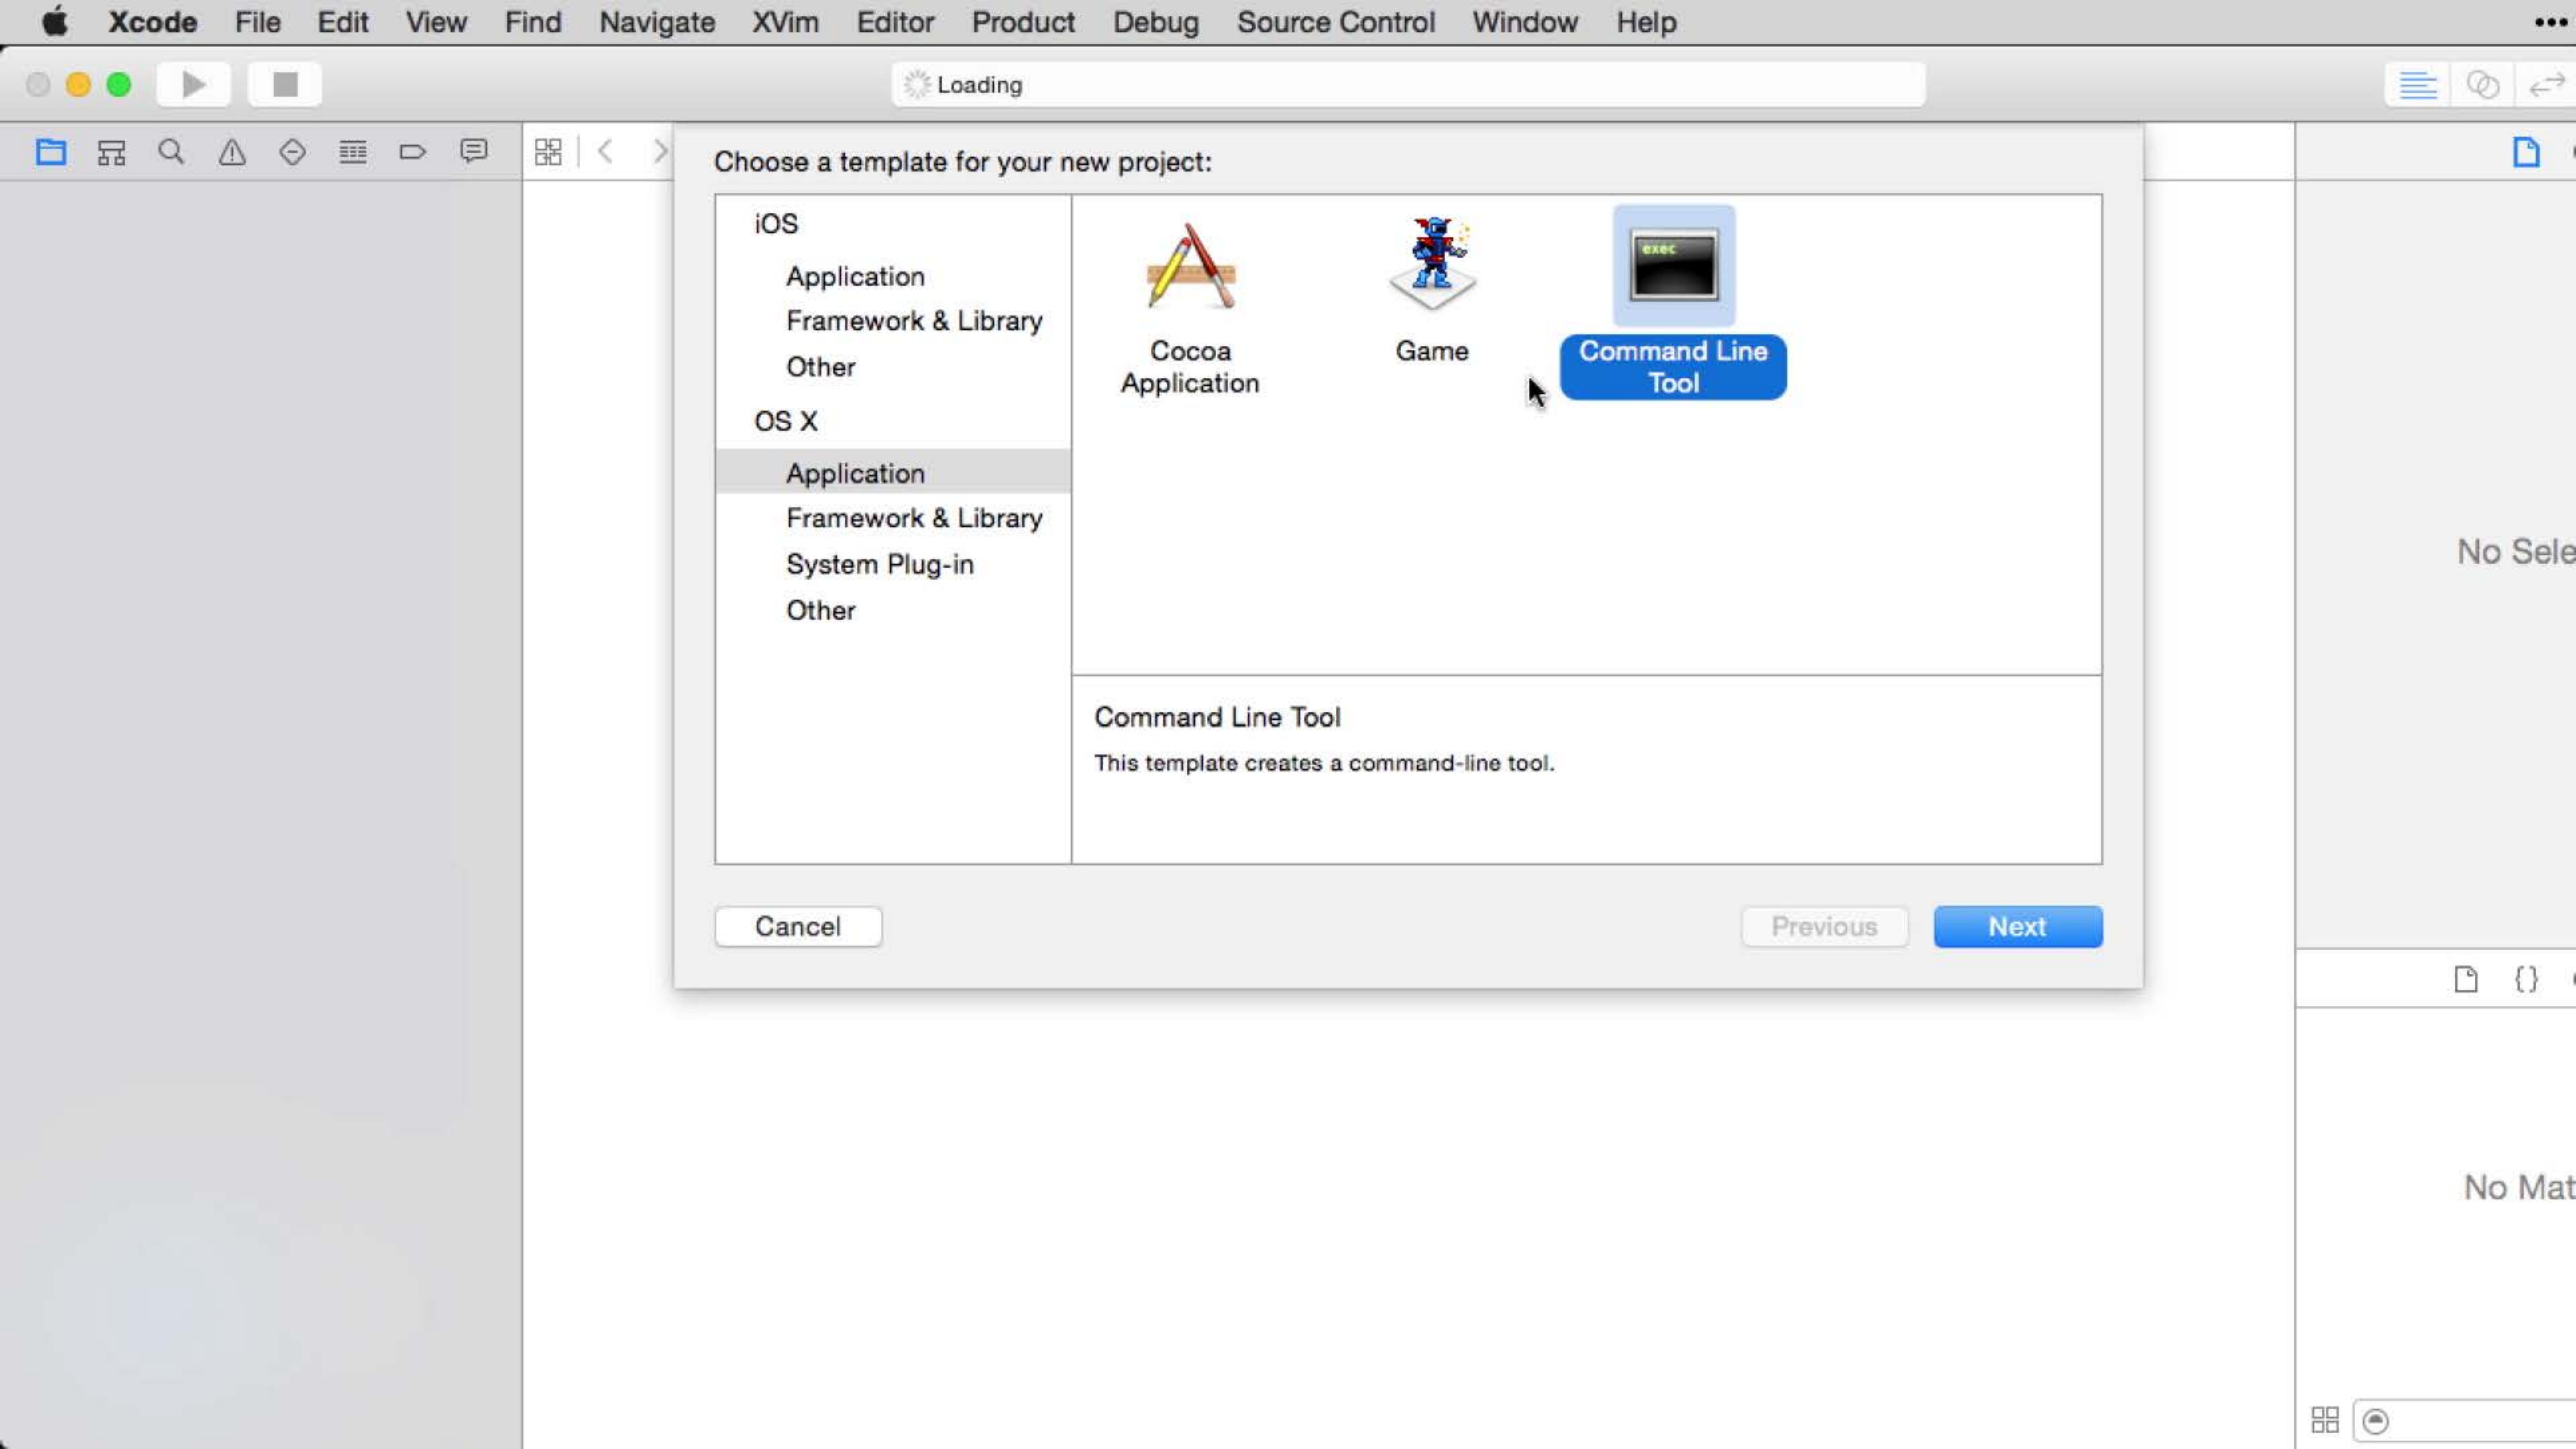 Xcode File Edit View Find Navigate XVim Editor Product Debug Source Control Window Help
Loading
Choose a template for your new project:
iOS
Application
Framework & Library
Other
OS X
Application
Framework & Library
System Plug-in
Other
exec
Cocoa
Application
Game
Command Line
Tool
Command Line Tool
This template creates a command-line tool.
Cancel
Previous
Next
No Sele
No Mat